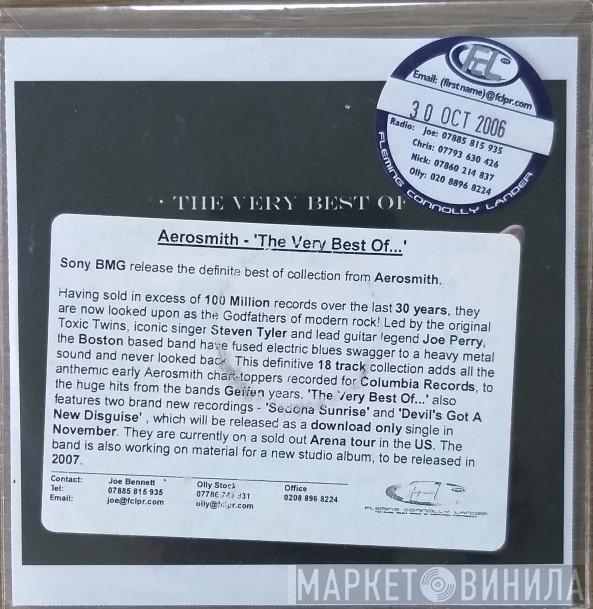 FCL
Email: (firstname)@fclpr.com
30 OCT 2006
Radio: Joe: 07885 815 935
Chris: 07793 630 426
Nick: 07860 214 837
Olly: 020 8896 8224
FLEMING CONNOLLY LANDER
· THE VERY BEST OF
Aerosmith - 'The Very Best Of...'
Sony BMG release the definite best of collection from Aerosmith.
Having sold in excess of 100 Million records over the last 30 years, they
are now looked upon as the Godfathers of modern rock! Led by the original
Toxic Twins, iconic singer Steven Tyler and lead guitar legend Joe Perry,
the Boston based band have fused electric blues swagger to a heavy metal
sound and never looked back. This definitive 18 track collection adds all the
anthemic early Aerosmith chart-toppers recorded for Columbia Records, to
the huge hits from the bands Geffen years. 'The Very Best Of...' also
features two brand new recordings - 'Sedona Sunrise' and 'Devil's Got A
New Disguise' , which will be released as a download only single in
November. They are currently on a sold out Arena tour in the US. The
band is also working on material for a new studio album, to be released in
2007.
Contact: Joe Bennett Olly Stock Office
Tel: 07885 815 935 0208 896 8224
Email: joe@fclpr.com olly@fclpr.com
FLEMING CONNOLLY LANDER
МАРКЕТ ВИНИЛА